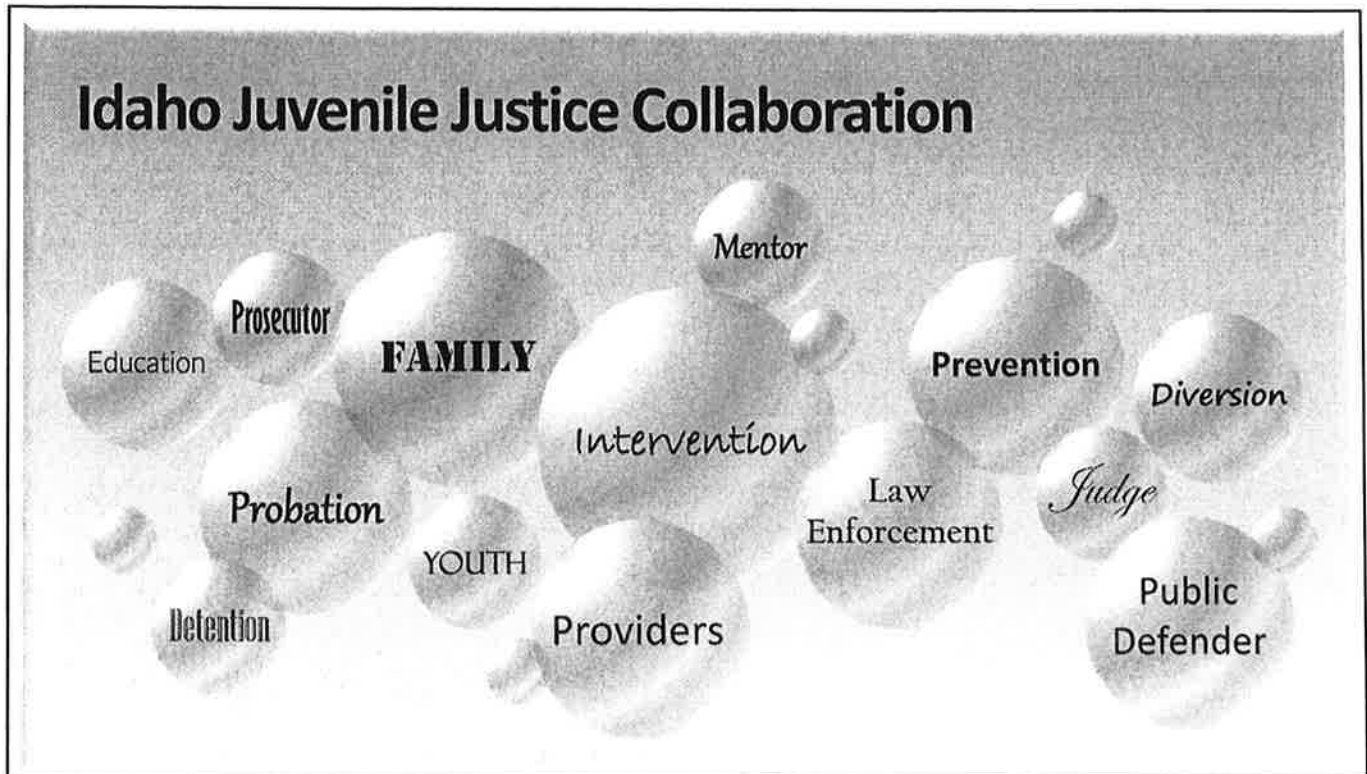 Idaho Juvenile Justice Collaboration
Mentor
Prosecutor
Education
FAMILY
Prevention
Diversion
Intervention
Probation
Law
Enforcement
Judge
YOUTH
Detention
Providers
Public
Defender